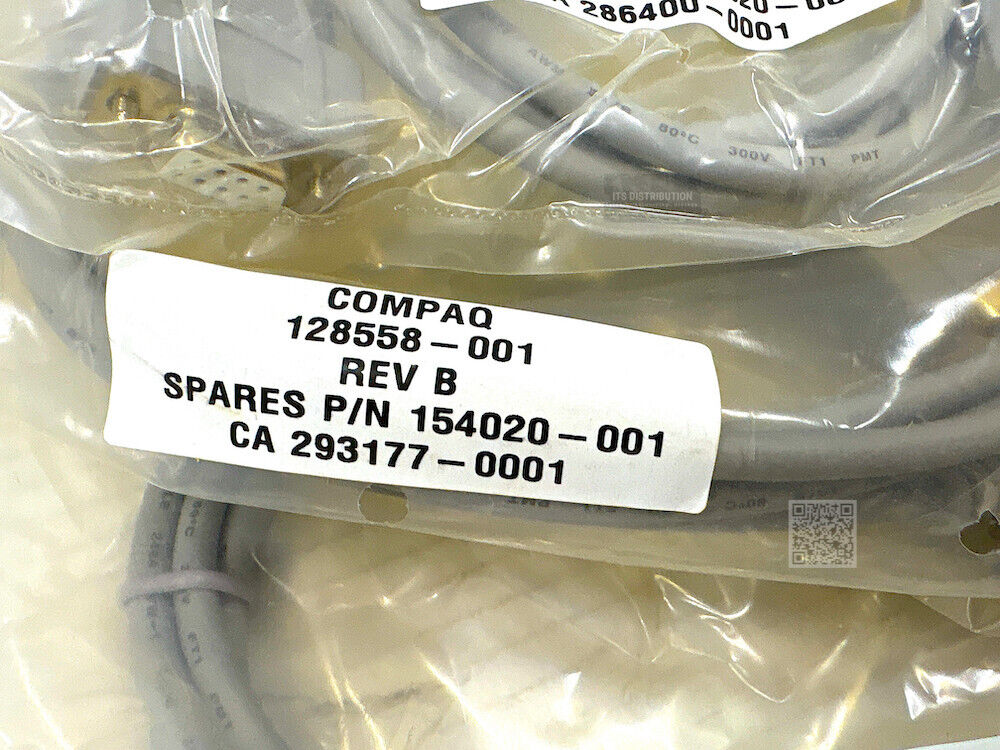 286400-0001
80°C 300V FT1 PMT
ITS DISTRIBUTION
COMPAQ
128558-001
REV B
SPARES P/N 154020-001
CA 293177-0001